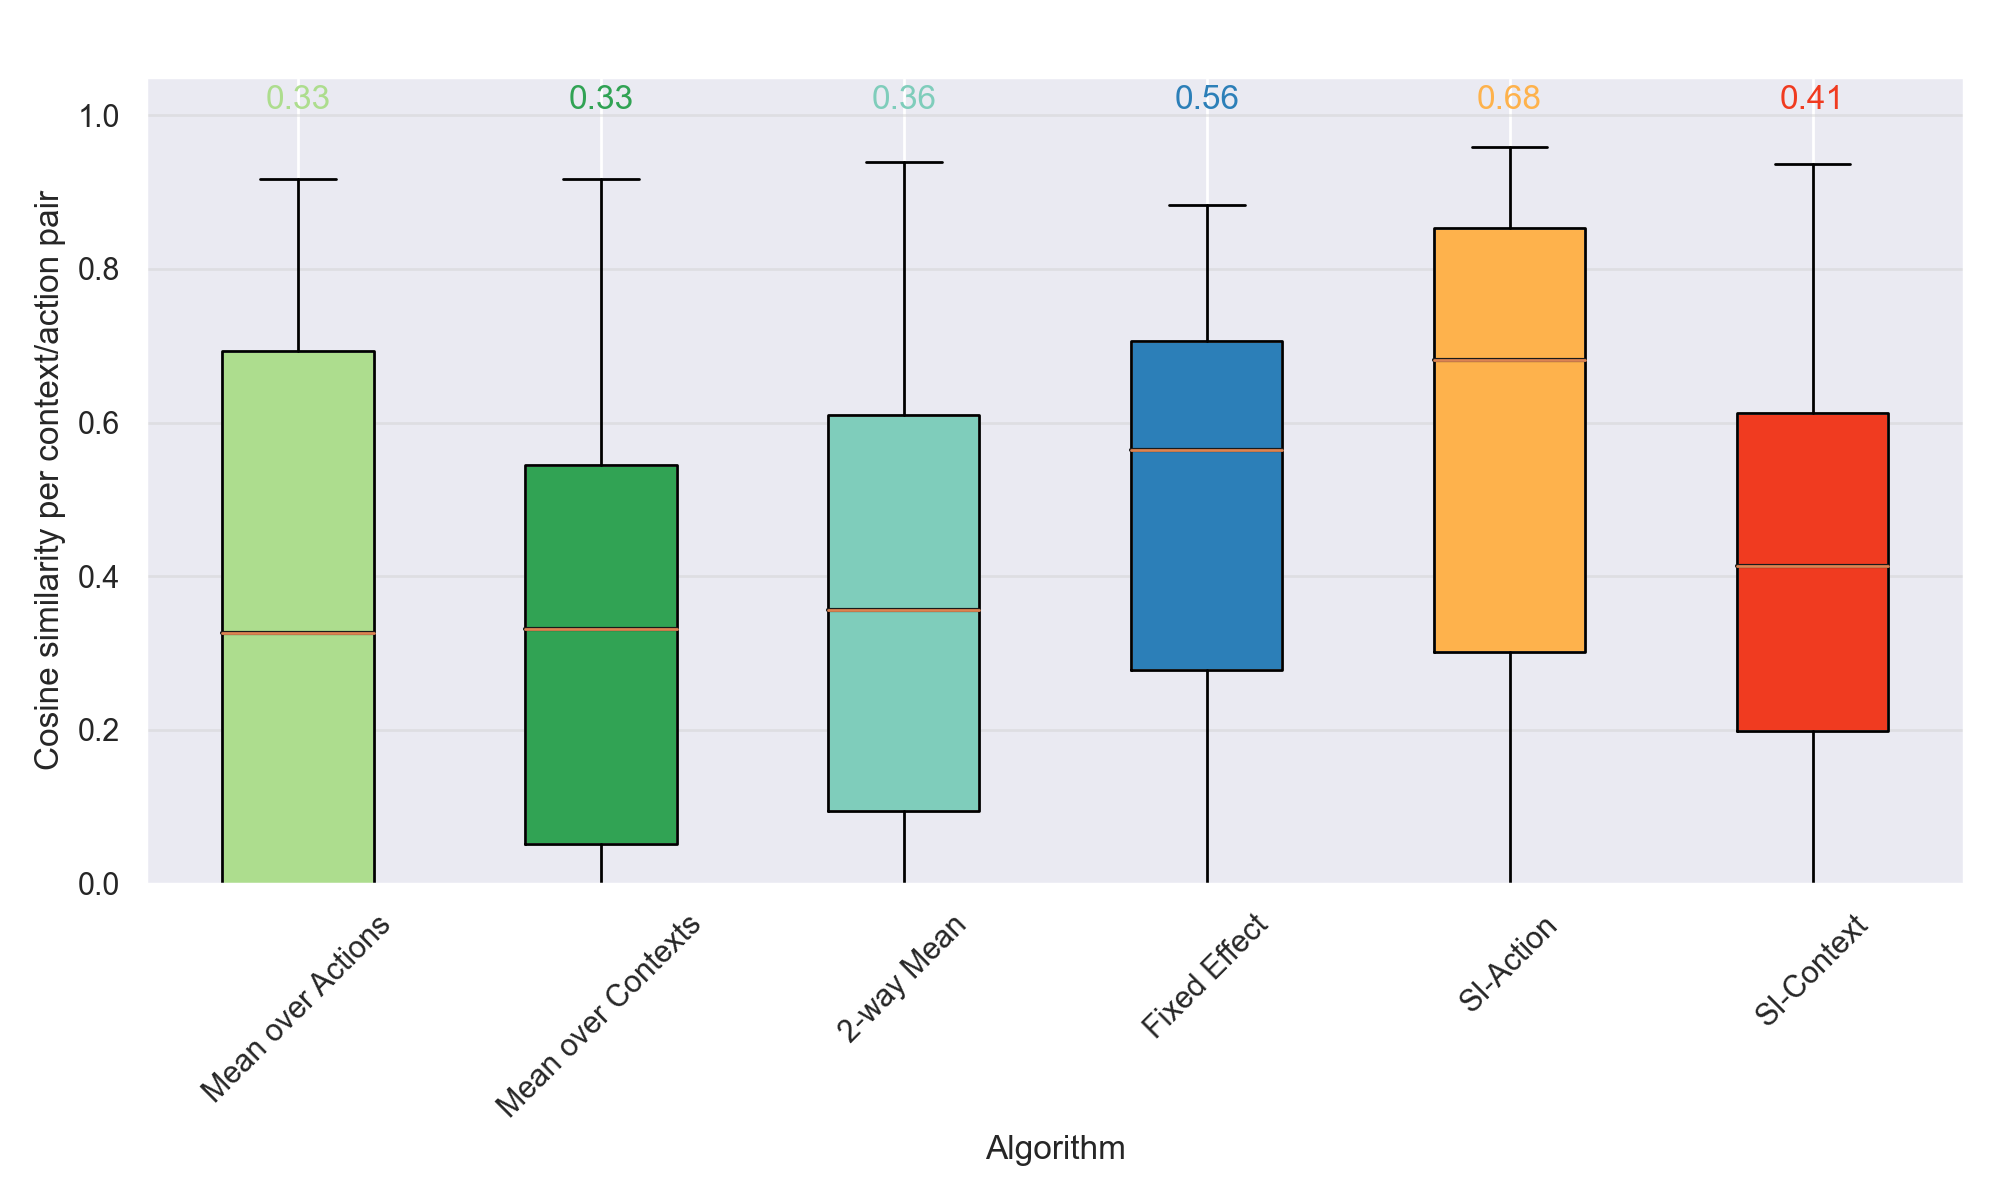 0.33 0.33 0.36 0.56 0.68 0.41
1.0
0.8
0.6
0.4
0.2
0.0
Cosine similarity per context/action pair
Mean over Actions
Mean over Contexts
2-way Mean
Fixed Effect
SI-Action
SI-Context
Algorithm